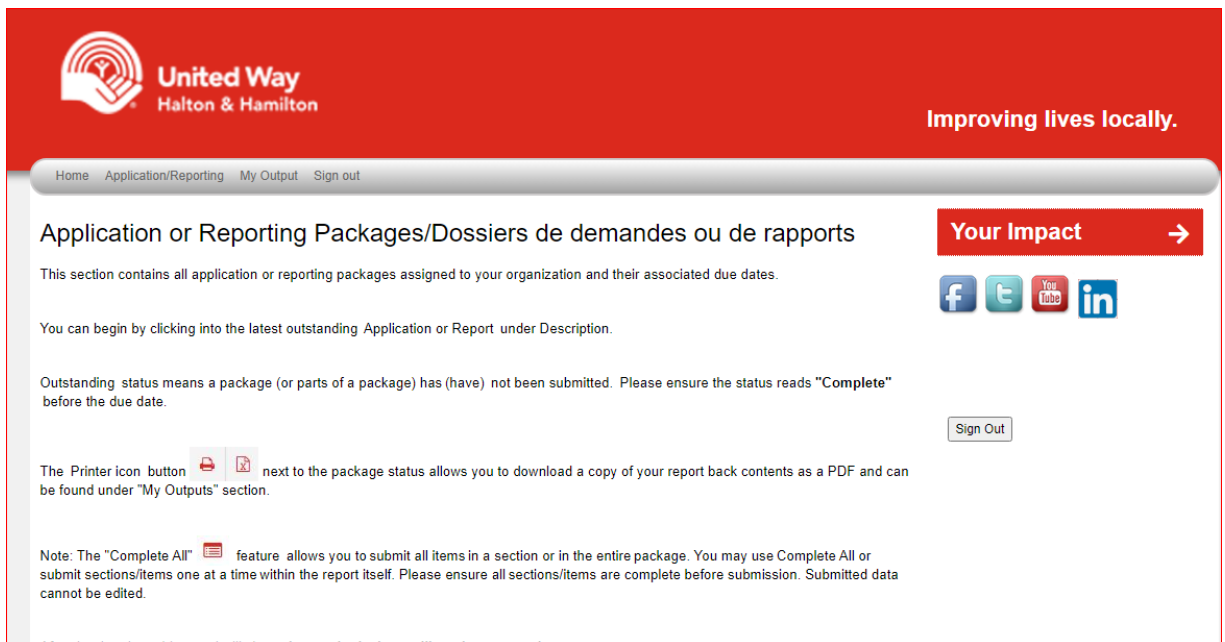 United Way
Halton & Hamilton
Improving lives locally.
Home Application/Reporting My Output Sign out
Application or Reporting Packages/Dossiers de demandes ou de rapports
This section contains all application or reporting packages assigned to your organization and their associated due dates.
You can begin by clicking into the latest outstanding Application or Report under Description.
Outstanding status means a package (or parts of a package) has (have) not been submitted. Please ensure the status reads "Complete"
before the due date.
The Printer icon button next to the package status allows you to download a copy of your report back contents as a PDF and can
be found under "My Outputs" section.
Note: The "Complete All" feature allows you to submit all items in a section or in the entire package. You may use Complete All or
submit sections/items one at a time within the report itself. Please ensure all sections/items are complete before submission. Submitted data
cannot be edited.
Your Impact
f t You Tube in
Sign Out